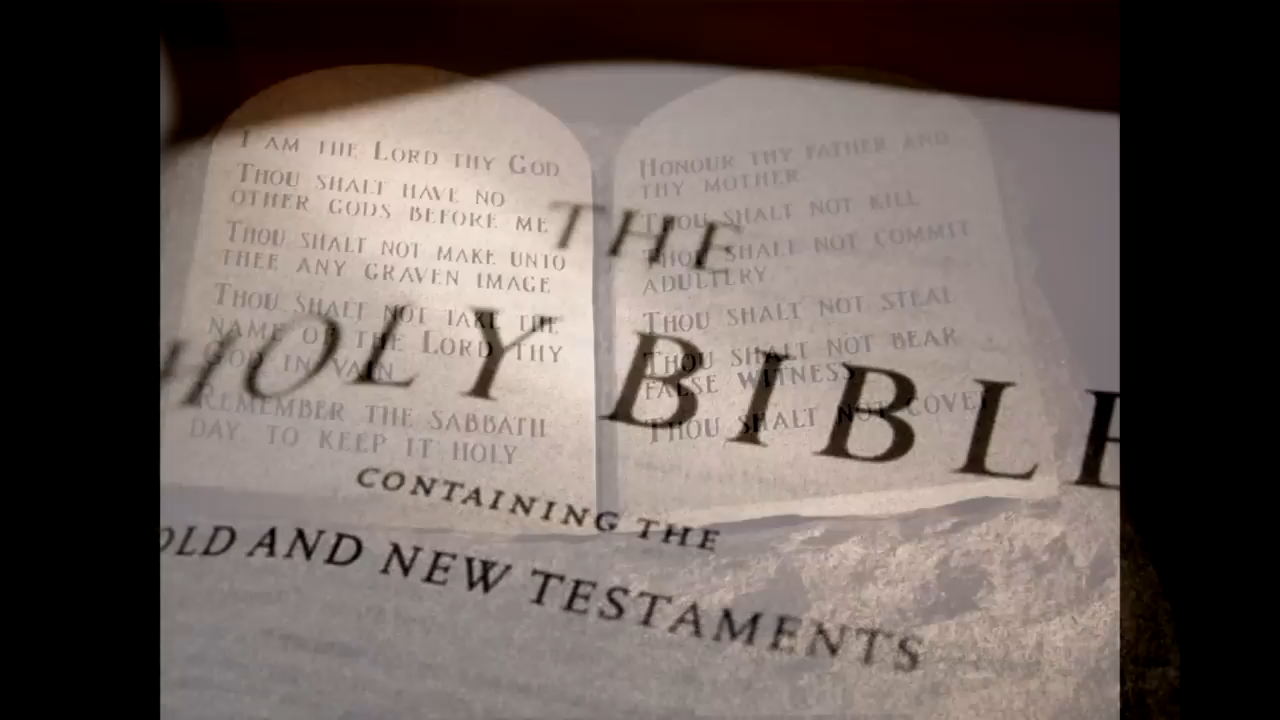 I AM THE LORD THY GOD
THOU SHALT HAVE NO
OTHER GODS BEFORE ME
THOU SHALT NOT MAKE UNTO
THEE ANY GRAVEN IMAGE
THOU SHALT NOT TAKE THE
NAME OF THE LORD THY
GOD IN VAIN
REMEMBER THE SABBATH
DAY, TO KEEP IT HOLY
HONOUR THY FATHER AND
THY MOTHER
THOU SHALT NOT KILL
THOU SHALT NOT COMMIT
ADULTERY
THOU SHALT NOT STEAL
THOU SHALT NOT BEAR
FALSE WITNESS
THOU SHALT NOT COVET
THE
HOLY BIBLE
CONTAINING THE
OLD AND NEW TESTAMENTS